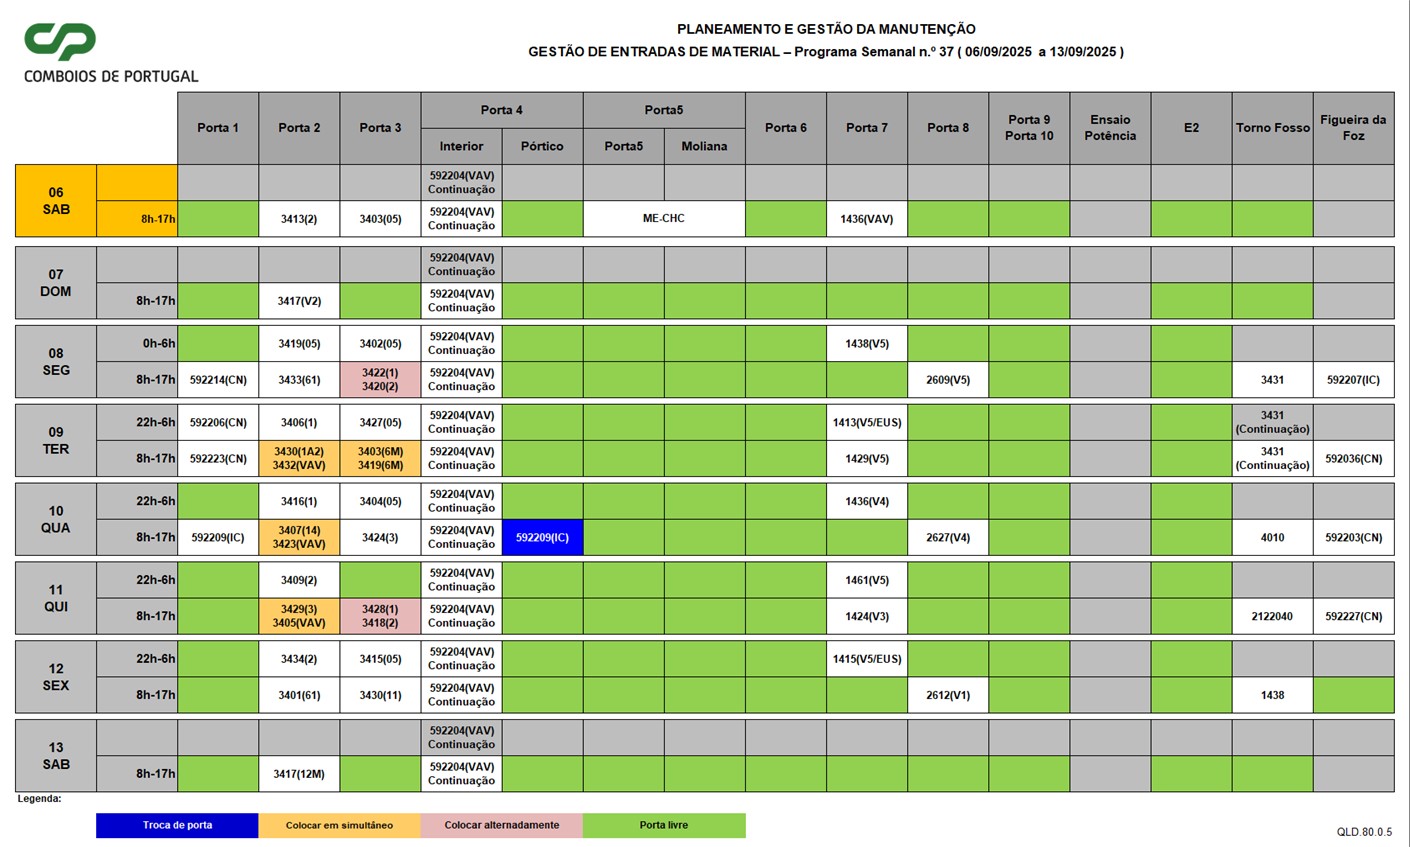 CP
COMBOIOS DE PORTUGAL
PLANEAMENTO E GESTÃO DA MANUTENÇÃO
GESTÃO DE ENTRADAS DE MATERIAL – Programa Semanal n.º 37 ( 06/09/2025 a 13/09/2025 )
Porta 1 Porta 2 Porta 3 Porta 4 Porta5 Porta 6 Porta 7 Porta 8 Porta 9 Ensaio E2 Torno Fosso Figueira da
Porta 10 Potência Foz
Interior Pórtico Porta5 Moliana
06
SAB
592204(VAV)
Continuação
8h-17h 3413(2) 3403(05) 592204(VAV) ME-CHC 1436(VAV)
Continuação
07
DOM
592204(VAV)
Continuação
8h-17h 3417(V2) 592204(VAV)
Continuação
08
SEG
0h-6h 3419(05) 3402(05) 592204(VAV) 1438(V5)
Continuação
8h-17h 592214(CN) 3433(61) 3422(1) 592204(VAV) 2609(V5) 3431 592207(IC)
3420(2) Continuação
09
TER
22h-6h 592206(CN) 3406(1) 3427(05) 592204(VAV) 1413(V5/EUS) 3431
Continuação (Continuação)
8h-17h 592223(CN) 3430(1A2) 3403(6M) 592204(VAV) 1429(V5) 3431 592036(CN)
3432(VAV) 3419(6M) Continuação (Continuação)
10
QUA
22h-6h 3416(1) 3404(05) 592204(VAV) 1436(V4)
Continuação
8h-17h 592209(IC) 3407(14) 3424(3) 592204(VAV) 592209(IC) 2627(V4) 4010 592203(CN)
3423(VAV) Continuação
11
QUI
22h-6h 3409(2) 592204(VAV) 1461(V5)
Continuação
8h-17h 3429(3) 3428(1) 592204(VAV) 1424(V3) 2122040 592227(CN)
3405(VAV) 3418(2) Continuação
12
SEX
22h-6h 3434(2) 3415(05) 592204(VAV) 1415(V5/EUS)
Continuação
8h-17h 3401(61) 3430(11) 592204(VAV) 2612(V1) 1438
Continuação
13
SAB
592204(VAV)
Continuação
8h-17h 3417(12M) 592204(VAV)
Continuação
Legenda:
Troca de porta Colocar em simultáneo Colocar alternadamente Porta livre
QLD.80.0.5